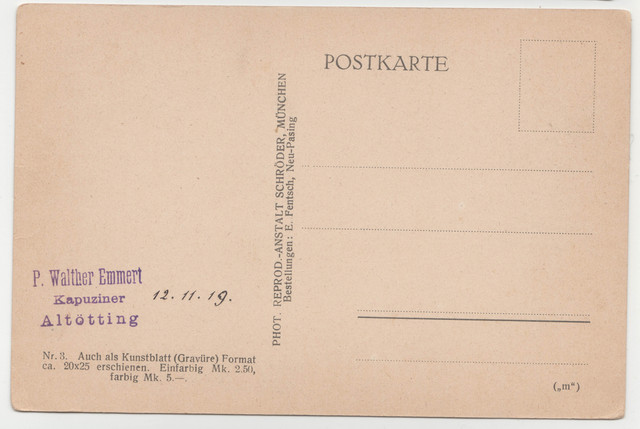 POSTKARTE
PHOT. REPROD.-ANSTALT SCHRÖDER, MÜNCHEN
Bestellungen: E. Fentsch, Neu-Pasing
P. Walther Emmert
Kapuziner
Altötting
12.11.19.
Nr. 3. Auch als Kunstblatt (Gravüre) Format
ca. 20x25 erschienen. Einfarbig Mk. 2.50,
farbig Mk. 5.—.
(„m“)